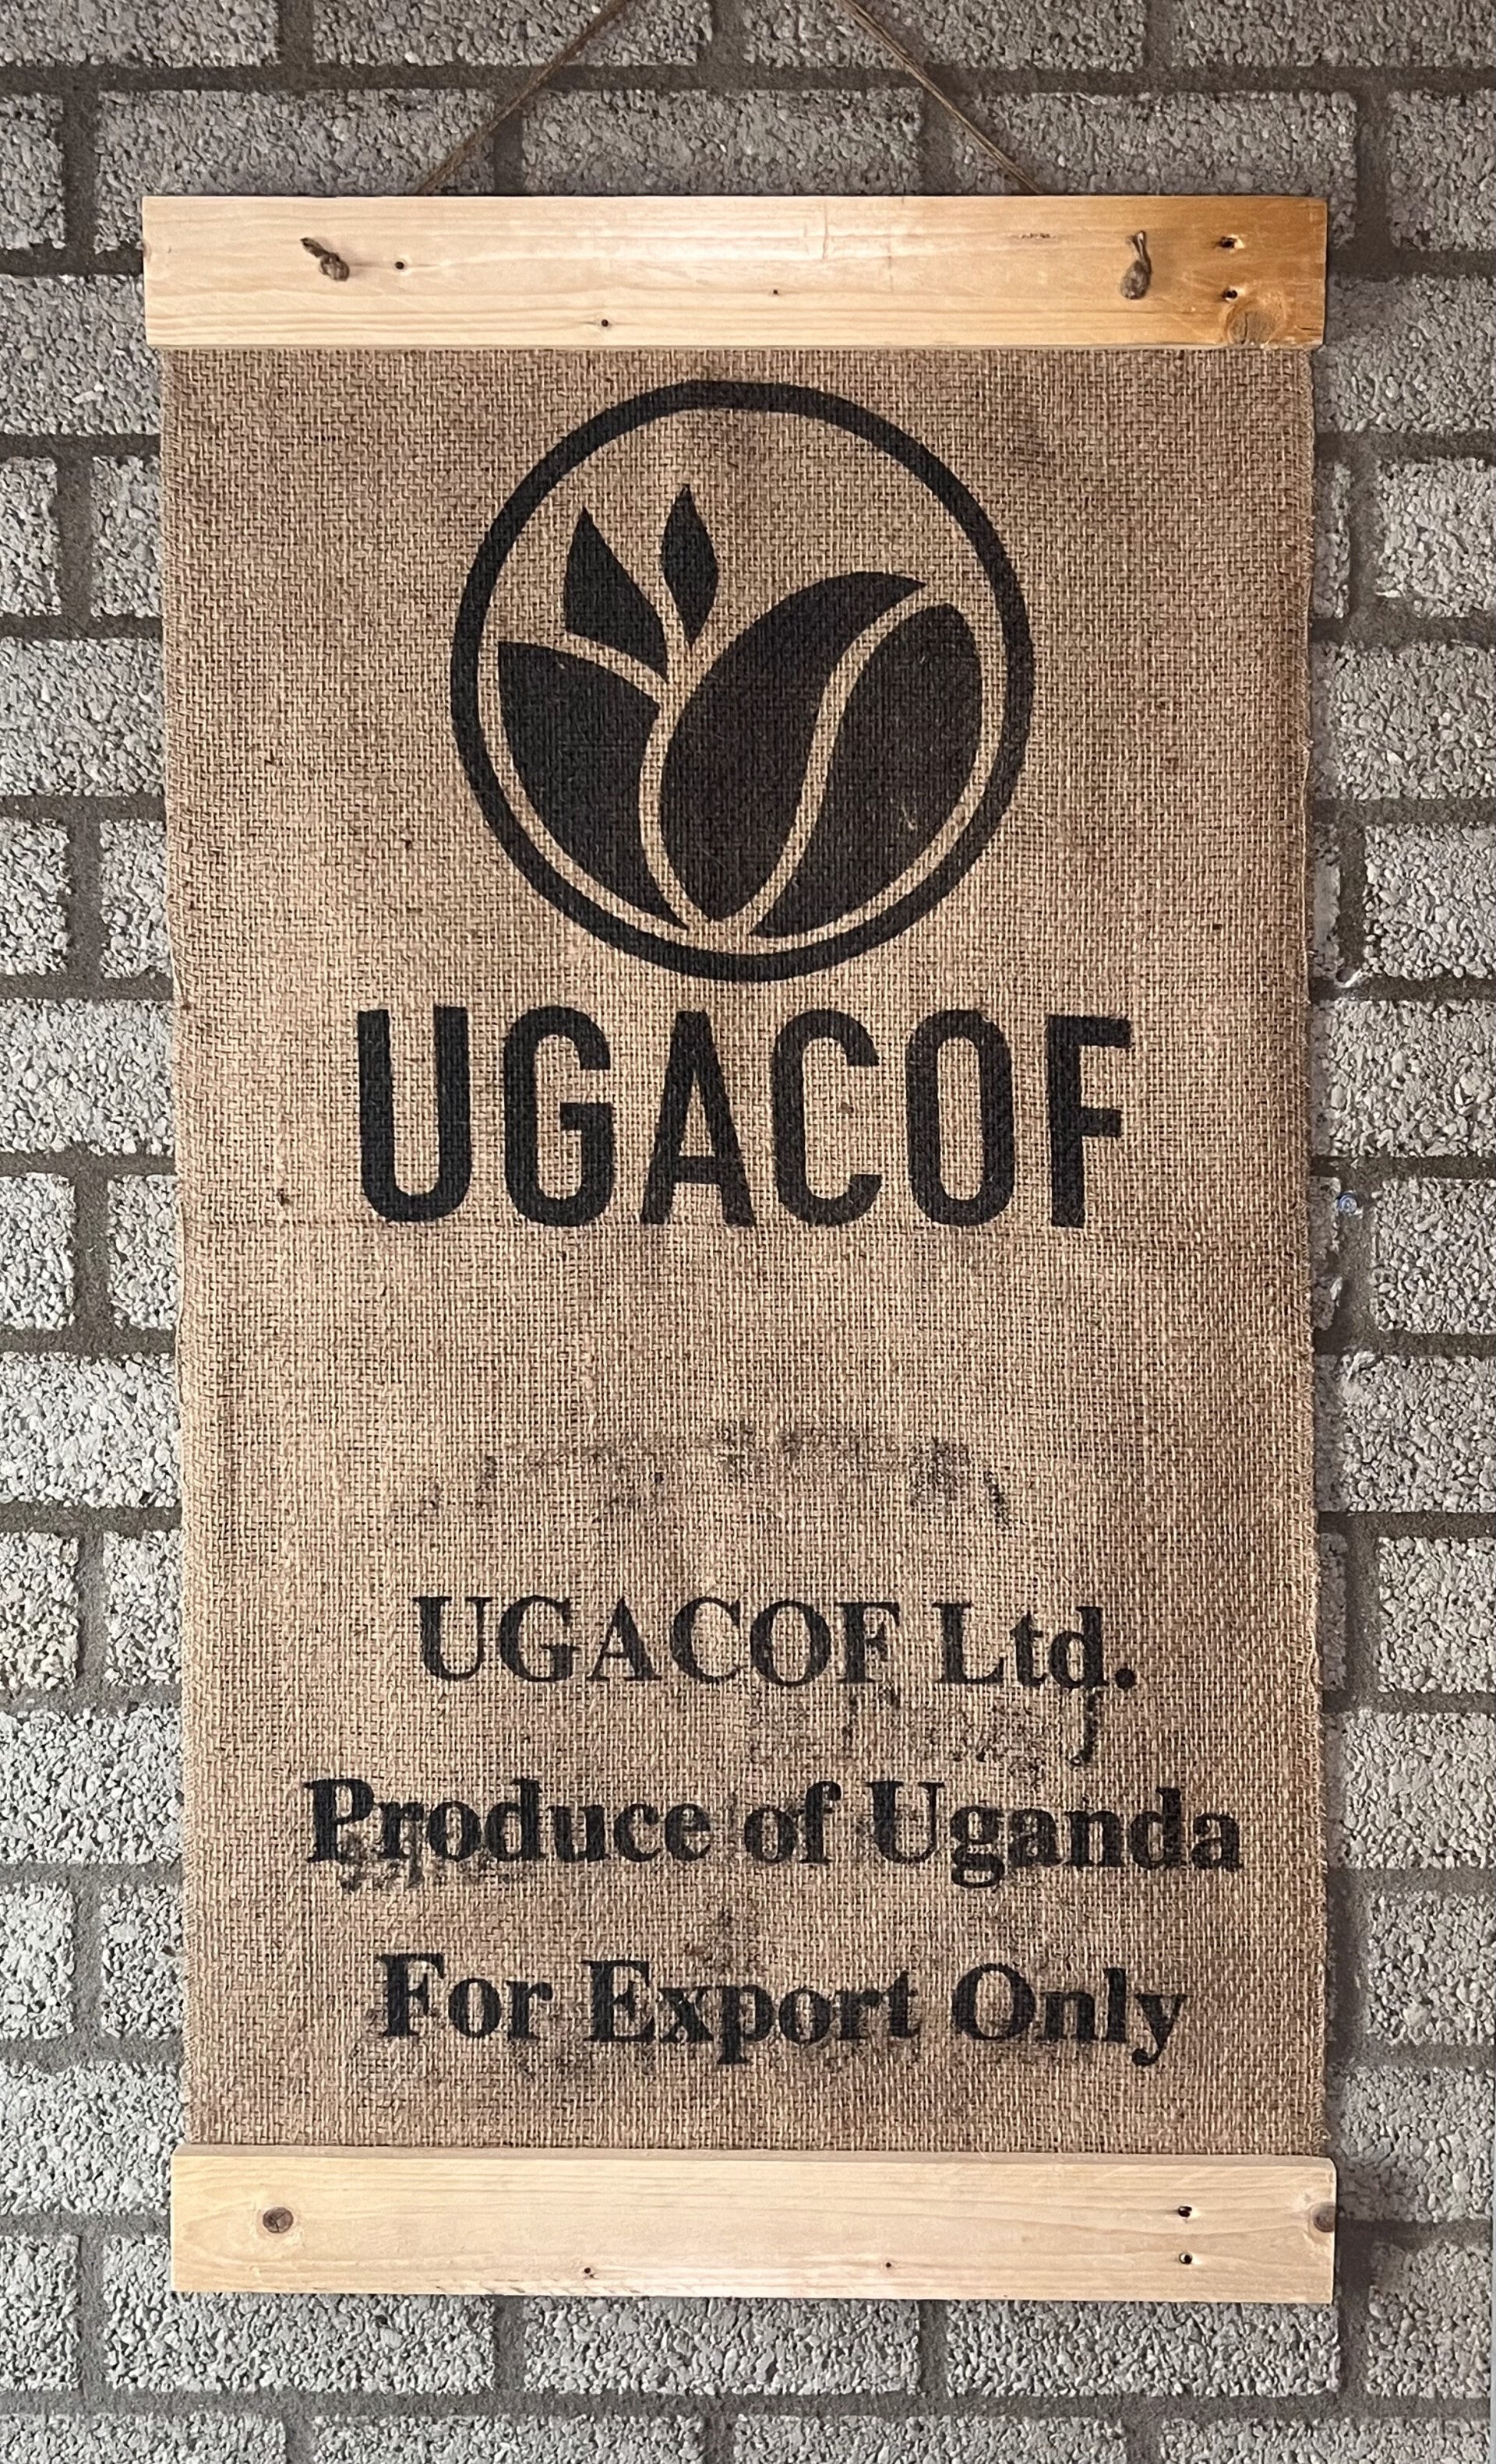 UGACOF
UGACOF Ltd.
Produce of Uganda
For Export Only